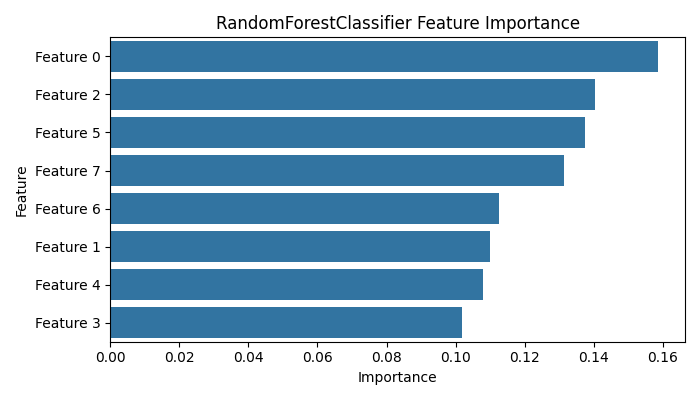 RandomForestClassifier Feature Importance
Feature 0
Feature 2
Feature 5
Feature 7
Feature 6
Feature 1
Feature 4
Feature 3
Feature
0.00 0.02 0.04 0.06 0.08 0.10 0.12 0.14 0.16
Importance